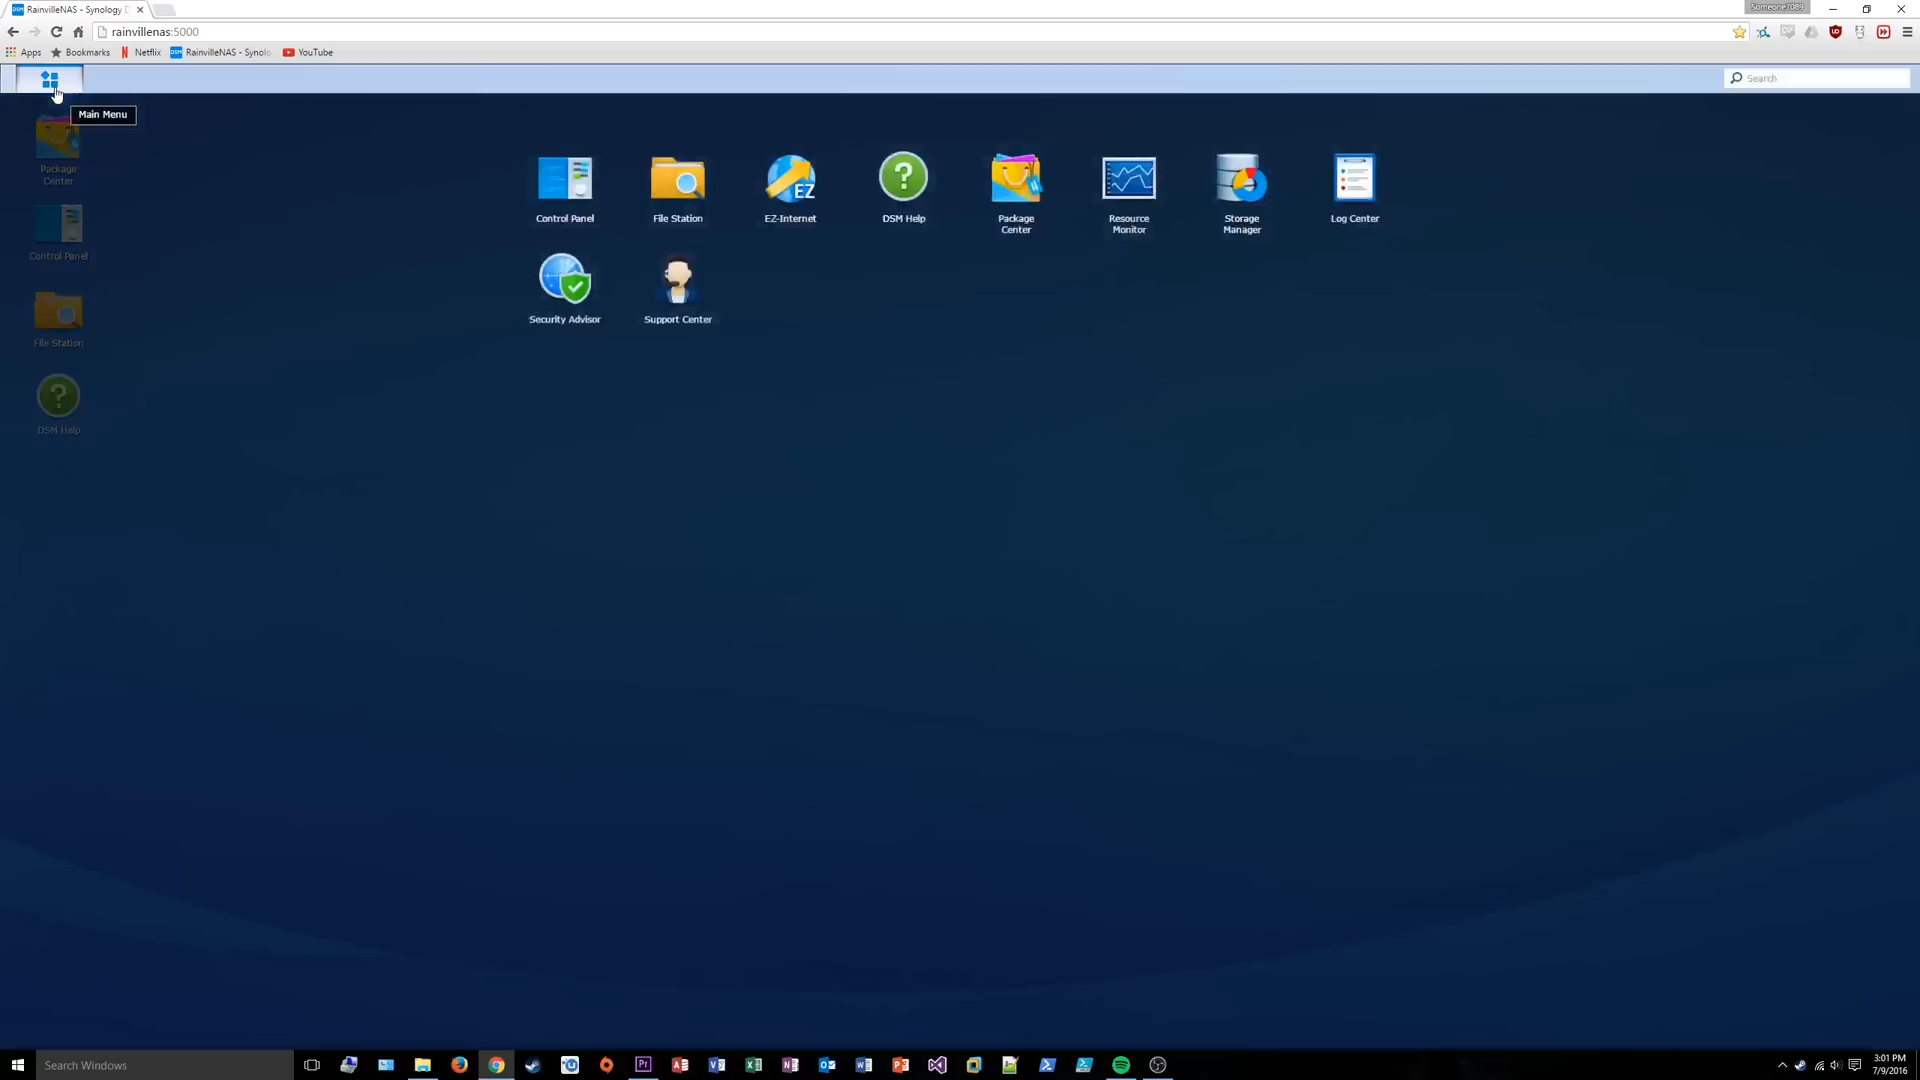 RainvilleNAS - Synology D
Someone7089
rainvillenas:5000
Apps
Bookmarks
Netflix
RainvilleNAS - Synolo
YouTube
Search
Main Menu
Package
Center
Control Panel
File Station
DSM Help
Control Panel
File Station
EZ
EZ-Internet
DSM Help
Package
Center
Resource
Monitor
Storage
Manager
Log Center
Security Advisor
Support Center
Search Windows
3:01 PM
7/9/2016